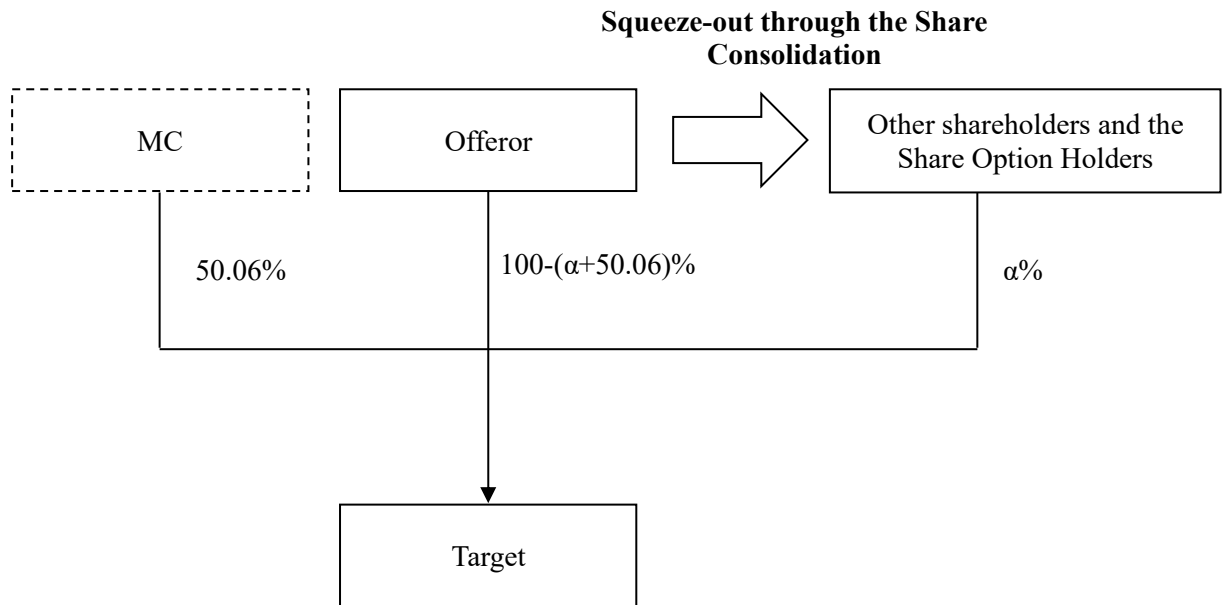 Squeeze-out through the Share
Consolidation
MC
Offeror
Other shareholders and the
Share Option Holders
50.06%
100-(α+50.06)%
α%
Target